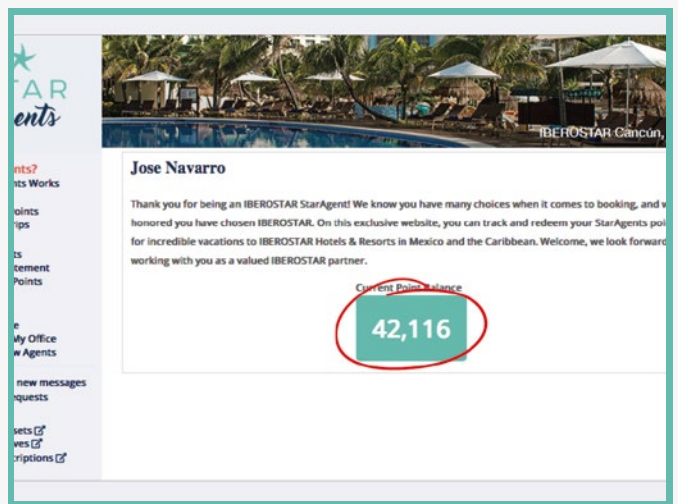 TAR
ents
IBEROSTAR Cancún,
nts?
nts Works
oints
rips
ts
tement
Points
e
My Office
w Agents
new messages
equests
sets
ves
criptions
Jose Navarro
Thank you for being an IBEROSTAR StarAgent! We know you have many choices when it comes to booking, and w
honored you have chosen IBEROSTAR. On this exclusive website, you can track and redeem your StarAgents poi
for incredible vacations to IBEROSTAR Hotels & Resorts in Mexico and the Caribbean. Welcome, we look forward
working with you as a valued IBEROSTAR partner.
Current Point Balance
42,116